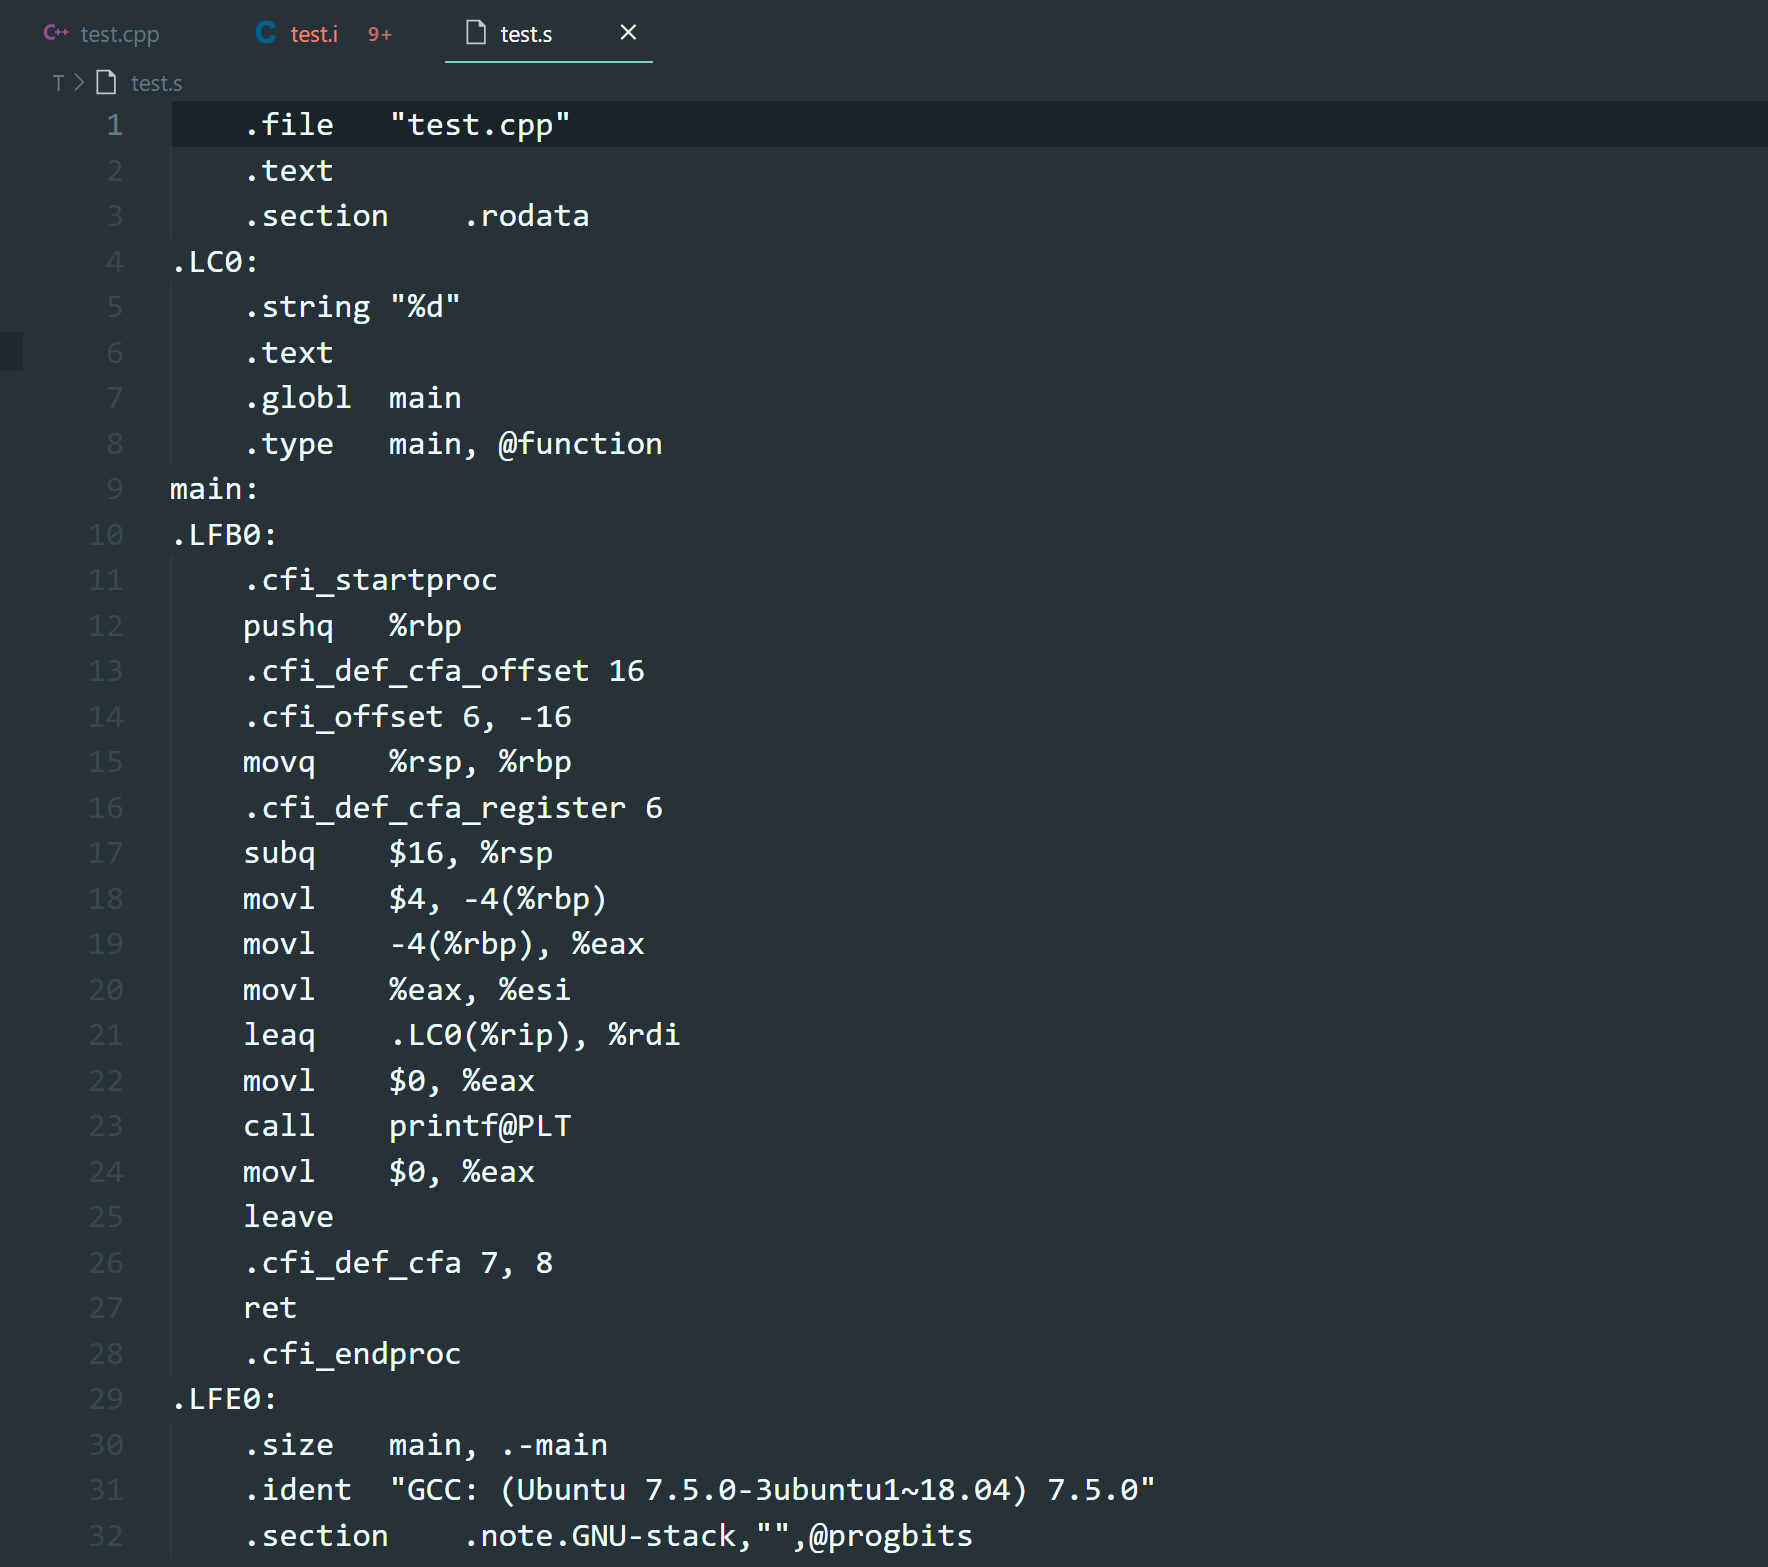 C++ test.cpp C test.i 9+ test.s ×
T > test.s
1 .file "test.cpp"
2 .text
3 .section .rodata
4 .LC0:
5 .string "%d"
6 .text
7 .globl main
8 .type main, @function
9 main:
10 .LFB0:
11 .cfi_startproc
12 pushq %rbp
13 .cfi_def_cfa_offset 16
14 .cfi_offset 6, -16
15 movq %rsp, %rbp
16 .cfi_def_cfa_register 6
17 subq $16, %rsp
18 movl $4, -4(%rbp)
19 movl -4(%rbp), %eax
20 movl %eax, %esi
21 leaq .LC0(%rip), %rdi
22 movl $0, %eax
23 call printf@PLT
24 movl $0, %eax
25 leave
26 .cfi_def_cfa 7, 8
27 ret
28 .cfi_endproc
29 .LFE0:
30 .size main, .-main
31 .ident "GCC: (Ubuntu 7.5.0-3ubuntu1~18.04) 7.5.0"
32 .section .note.GNU-stack,"",@progbits